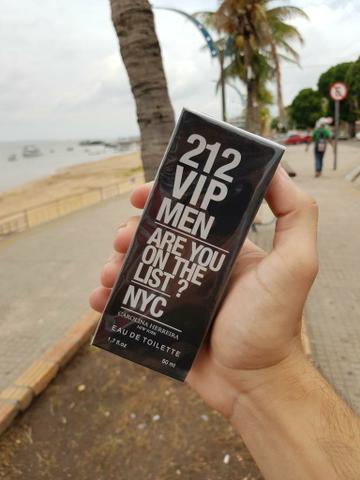 212
VIP
MEN
ARE YOU
ON THE
LIST ?
NYC
CAROLINA HERRERA
NEW YORK
EAU DE TOILETTE
1.7 fl.oz
50 ml